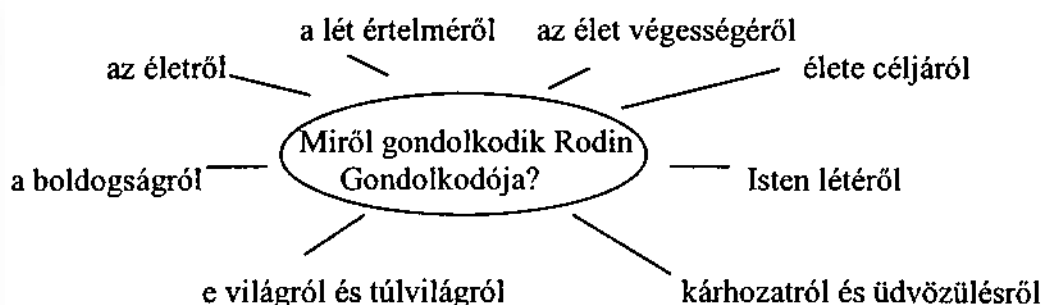 a lét értelméről az élet végességéről
az életről élete céljáról
Miről gondolkodik Rodin
a boldogságról Gondolkodója? Isten létéről
e világról és túlvilágról kárhozatról és üdvözülésről